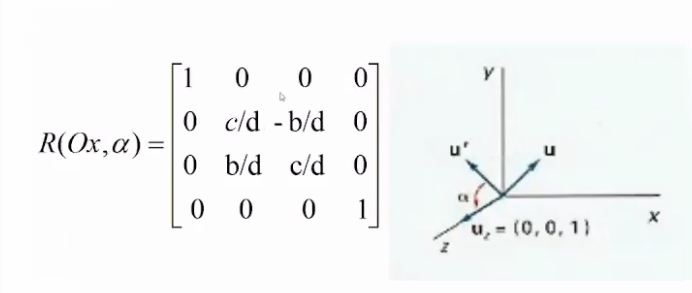 R(Ox,α) =
1 0 0 0
0 c/d - b/d 0
0 b/d c/d 0
0 0 0 1
y
u'
u
α
x
u_z = (0, 0, 1)
z